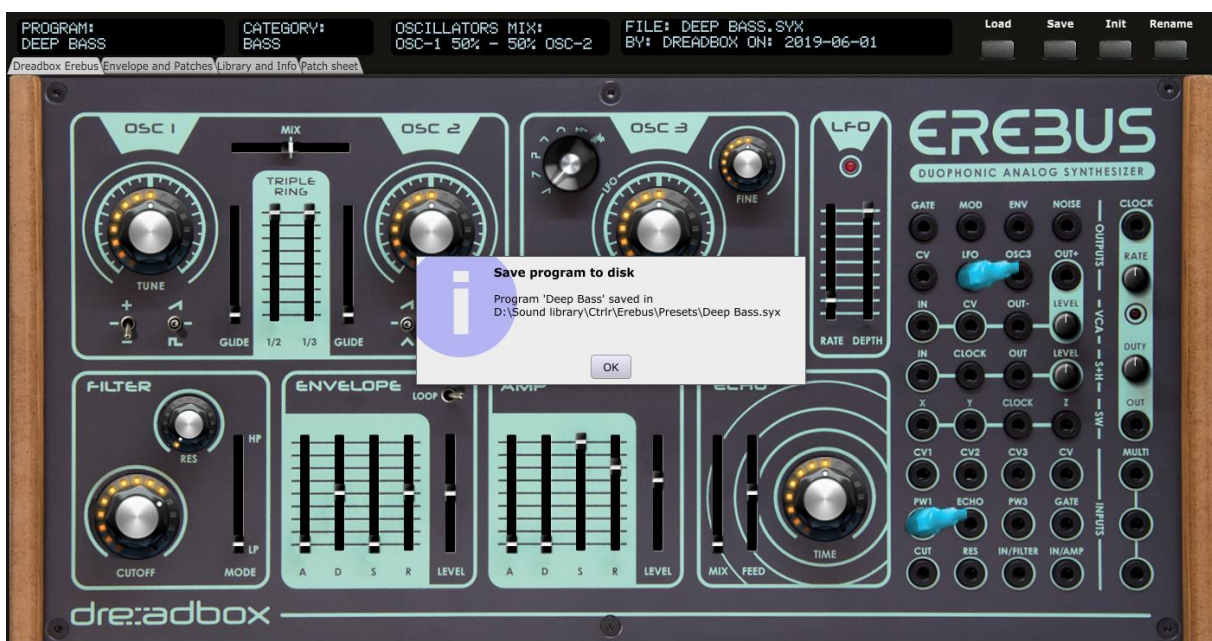 PROGRAM:
DEEP BASS
CATEGORY:
BASS
OSCILLATORS MIX:
OSC-1 50% - 50% OSC-2
FILE: DEEP BASS.SYX
BY: DREADBOX ON: 2019-06-01
Load Save Init Rename
Dreadbox Erebus Envelope and Patches Library and Info Patch sheet
OSC 1
MIX
OSC 2
TRIPLE
RING
TUNE
GLIDE 1/2 1/3 GLIDE
OSC 3
LFO
FINE
LFO
RATE DEPTH
EREBUS
DUOPHONIC ANALOG SYNTHESIZER
GATE MOD ENV NOISE CLOCK
OUTPUTS
CV LFO OSC3 OUT+ RATE
IN CV OUT- LEVEL
VCA
DUTY
IN CLOCK OUT LEVEL
S+H
X Y CLOCK Z OUT
SW
CV1 CV2 CV3 CV MULTI
PW1 ECHO PW3 GATE
INPUTS
CUT RES IN/FILTER IN/AMP
Save program to disk
Program 'Deep Bass' saved in
D:\Sound library\Ctrlr\Erebus\Presets\Deep Bass.syx
OK
FILTER
RES
HP
LP
CUTOFF MODE
ENVELOPE
LOOP
A D S R LEVEL
AMP
A D S R LEVEL
ECHO
TIME
MIX FEED
dreadbox